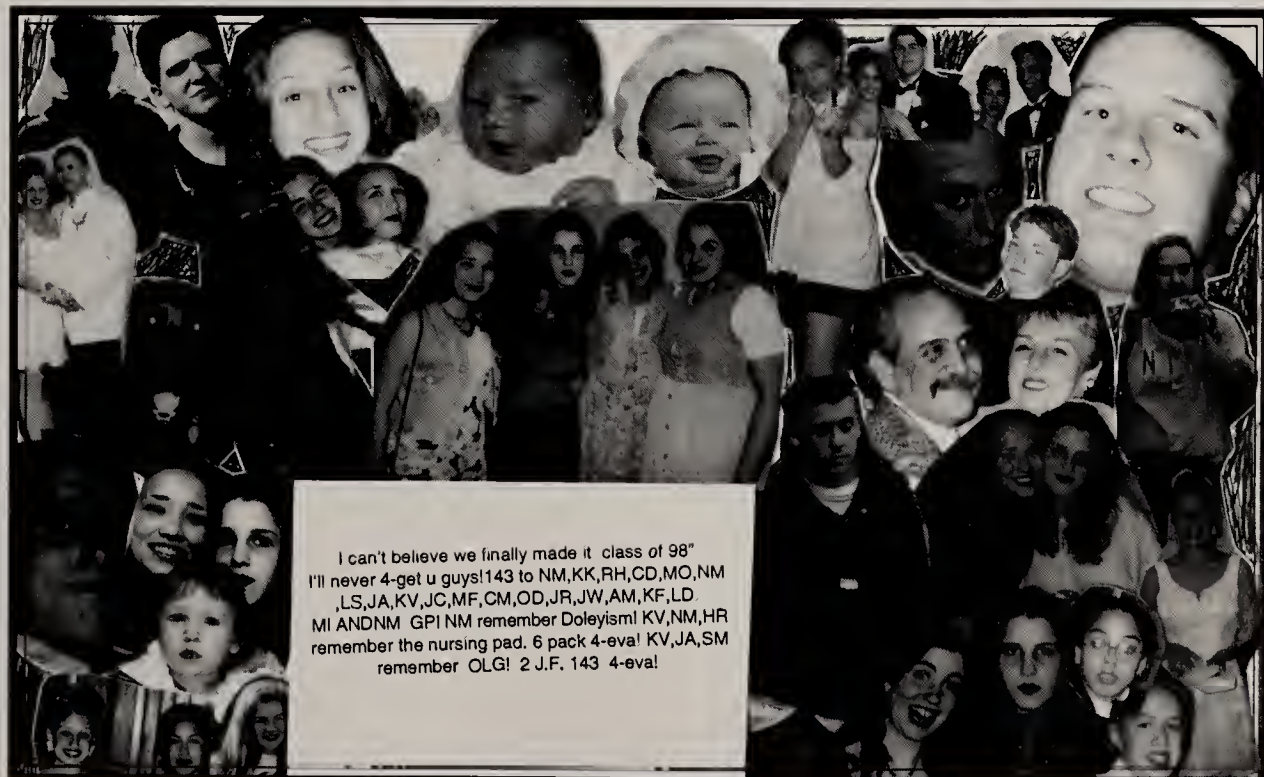 I can't believe we finally made it class of 98"
I'll never 4-get u guys!143 to NM,KK,RH,CD,MO,NM
,LS,JA,KV,JC,MF,CM,OD,JR,JW,AM,KF,LD.
MI ANDNM GPI NM remember Doleyism! KV,NM,HR
remember the nursing pad. 6 pack 4-eva! KV,JA,SM
remember OLG! 2 J.F. 143 4-eva!